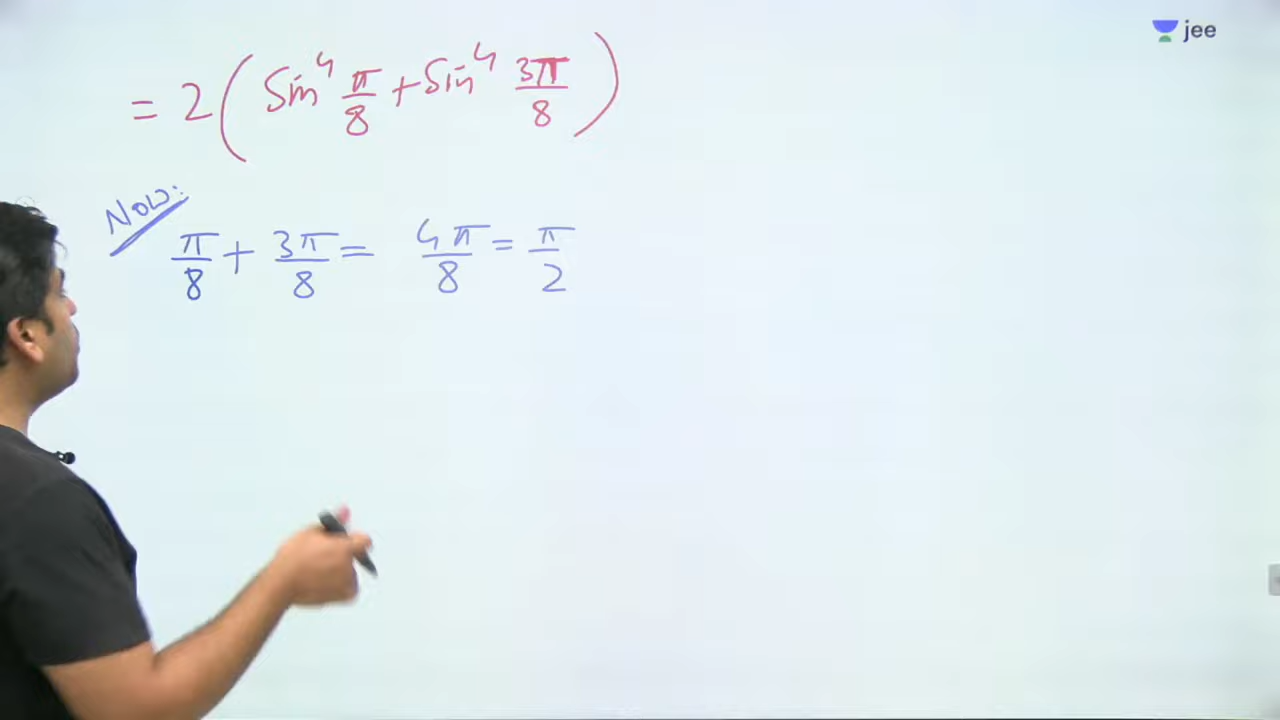 jee
= 2(Sin⁴ π/8 + Sin⁴ 3π/8)
Now:
π/8 + 3π/8 = 4π/8 = π/2